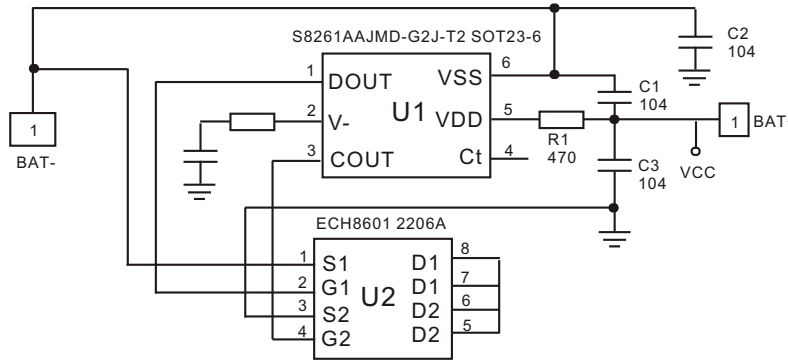 S8261AAJMD-G2J-T2 SOT23-6
C2
104
1
DOUT
VSS
6
C1
104
2
V-
U1
VDD
5
R1
470
1
BAT-
1
BAT
3
COUT
Ct
4
C3
104
VCC
ECH8601 2206A
1
S1
D1
8
2
G1
U2
D1
7
3
S2
D2
6
4
G2
D2
5